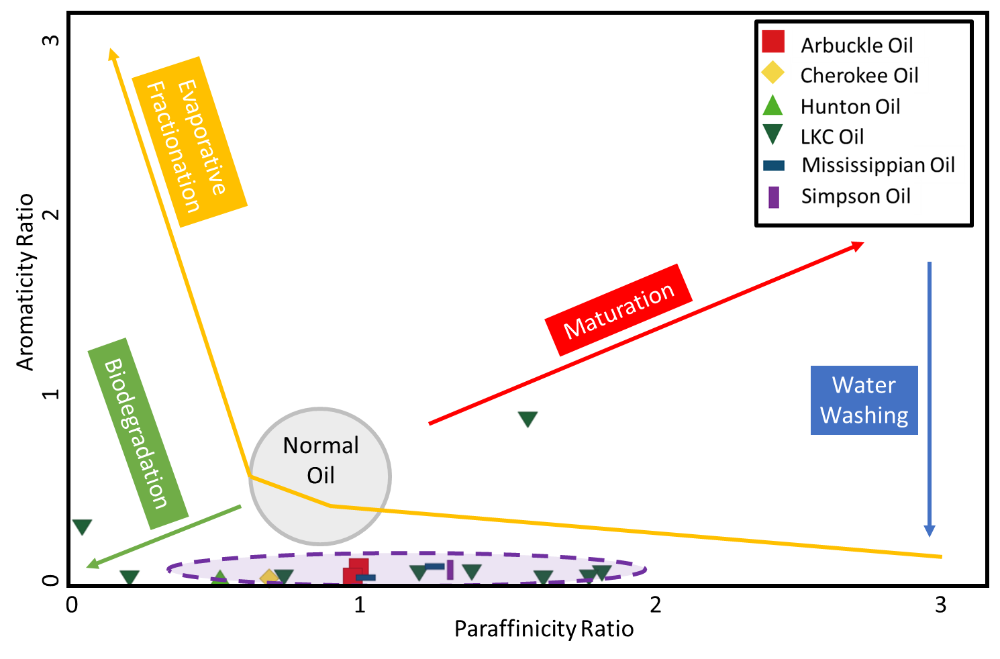 3
2
1
0
Aromaticity Ratio
Evaporative
Fractionation
Biodegradation
Normal
Oil
Maturation
Water
Washing
Arbuckle Oil
Cherokee Oil
Hunton Oil
LKC Oil
Mississippian Oil
Simpson Oil
0 1 2 3
Paraffinicity Ratio